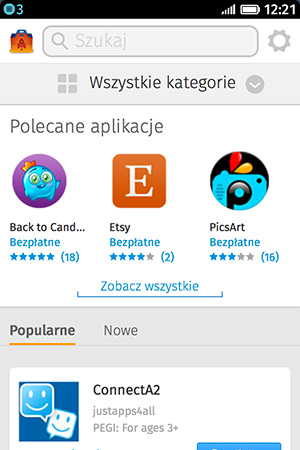 3 12:21
Szukaj
Wszystkie kategorie
Polecane aplikacje
Back to Cand... Etsy PicsArt
Bezpłatne Bezpłatne Bezpłatne
(18) (2) (16)
Zobacz wszystkie
Popularne Nowe
ConnectA2
justapps4all
PEGI: For ages 3+